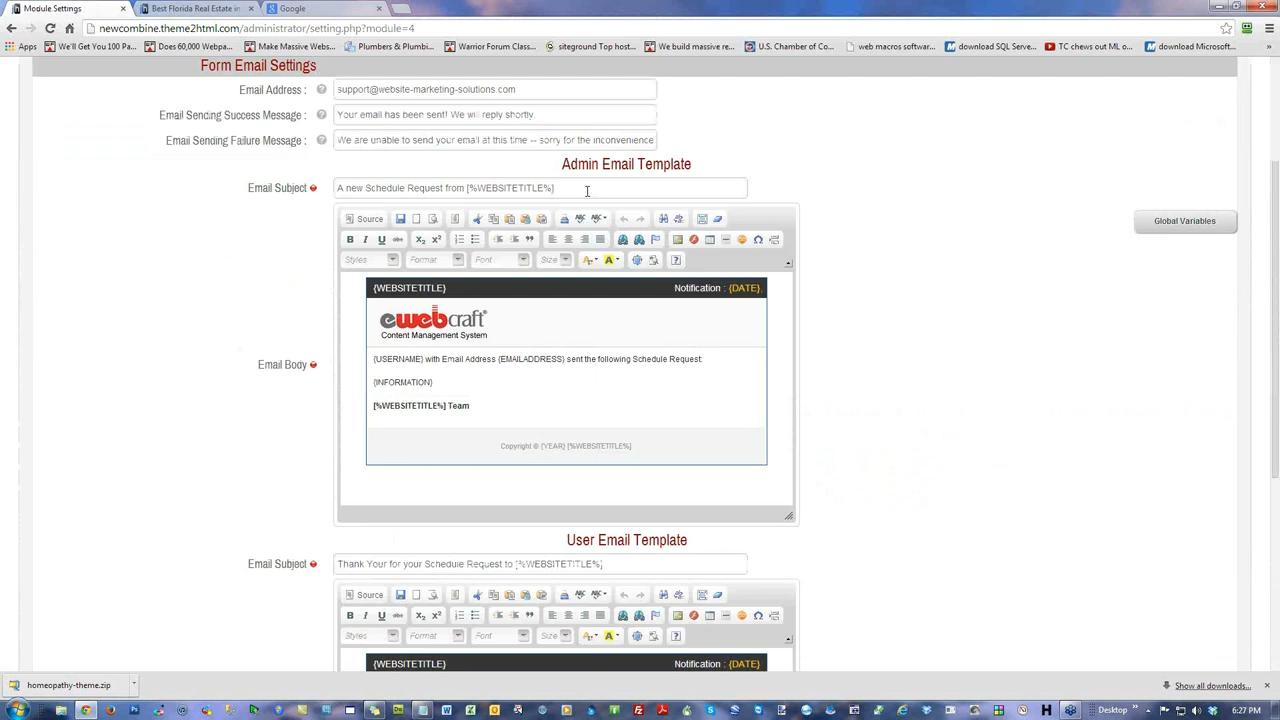 Module Settings
Best Florida Real Estate in
Google
newcombine.theme2html.com/administrator/setting.php?module=4
Apps We'll Get You 100 Pa... Does 60,000 Webpa... Make Massive Webs... Plumbers & Plumbin... Warrior Forum Class... siteground Top host... We build massive re... U.S. Chamber of Co... web macros softwar... download SQL Serve... TC chews out ML o... download Microsoft...
Form Email Settings
Email Address : support@website-marketing-solutions.com
Email Sending Success Message : Your email has been sent! We will reply shortly.
Email Sending Failure Message : We are unable to send your email at this time -- sorry for the inconvenience
Admin Email Template
Email Subject A new Schedule Request from [%WEBSITETITLE%]
Global Variables
Source
B I U abc X2 X2
Styles Format Font Size A A ?
{WEBSITETITLE} Notification : {DATE}
ewebcraft
Content Management System
{USERNAME} with Email Address {EMAILADDRESS} sent the following Schedule Request:
Email Body
{INFORMATION}
[%WEBSITETITLE%] Team
Copyright © {YEAR} [%WEBSITETITLE%]
User Email Template
Email Subject Thank Your for your Schedule Request to [%WEBSITETITLE%]
Source
B I U abc X2 X2
Styles Format Font Size A A ?
{WEBSITETITLE} Notification : {DATE}
homeopathy-theme.zip
Show all downloads...
Desktop 6:27 PM